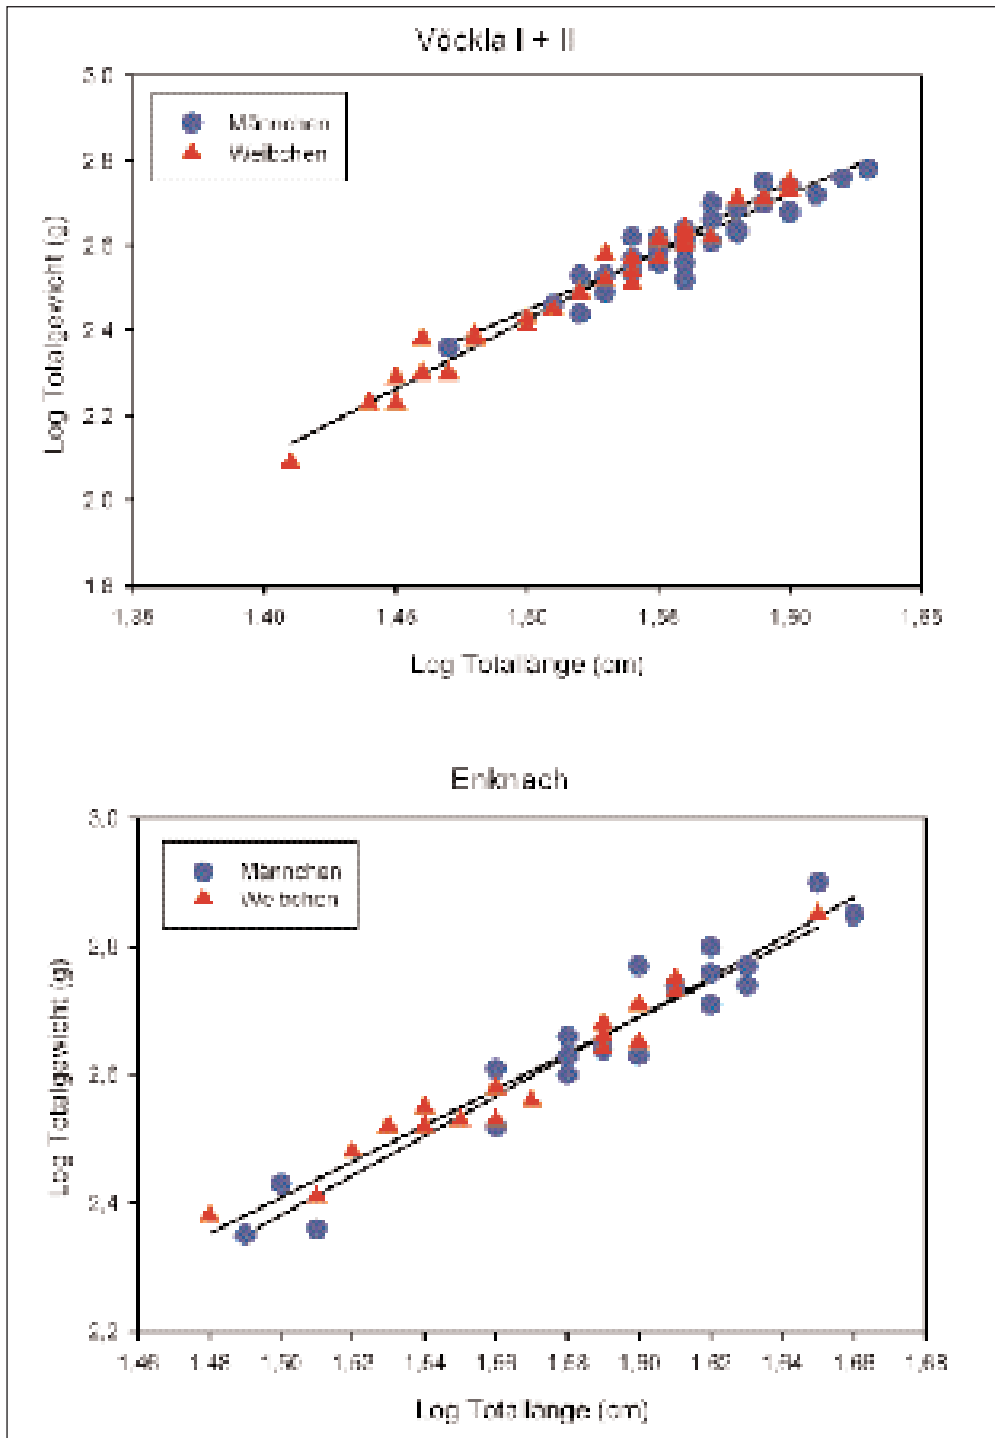 Vöckla I + II
3,0
Männchen
Weibchen
2,8
2,6
2,4
2,2
2,0
1,8
Log Totalgewicht (g)
1,35 1,40 1,45 1,50 1,55 1,60 1,65
Log Totallänge (cm)
Enknach
3,0
Männchen
Weibchen
2,8
2,6
2,4
2,2
Log Totalgewicht (g)
1,46 1,48 1,50 1,52 1,54 1,56 1,58 1,60 1,62 1,64 1,66 1,68
Log Totallänge (cm)